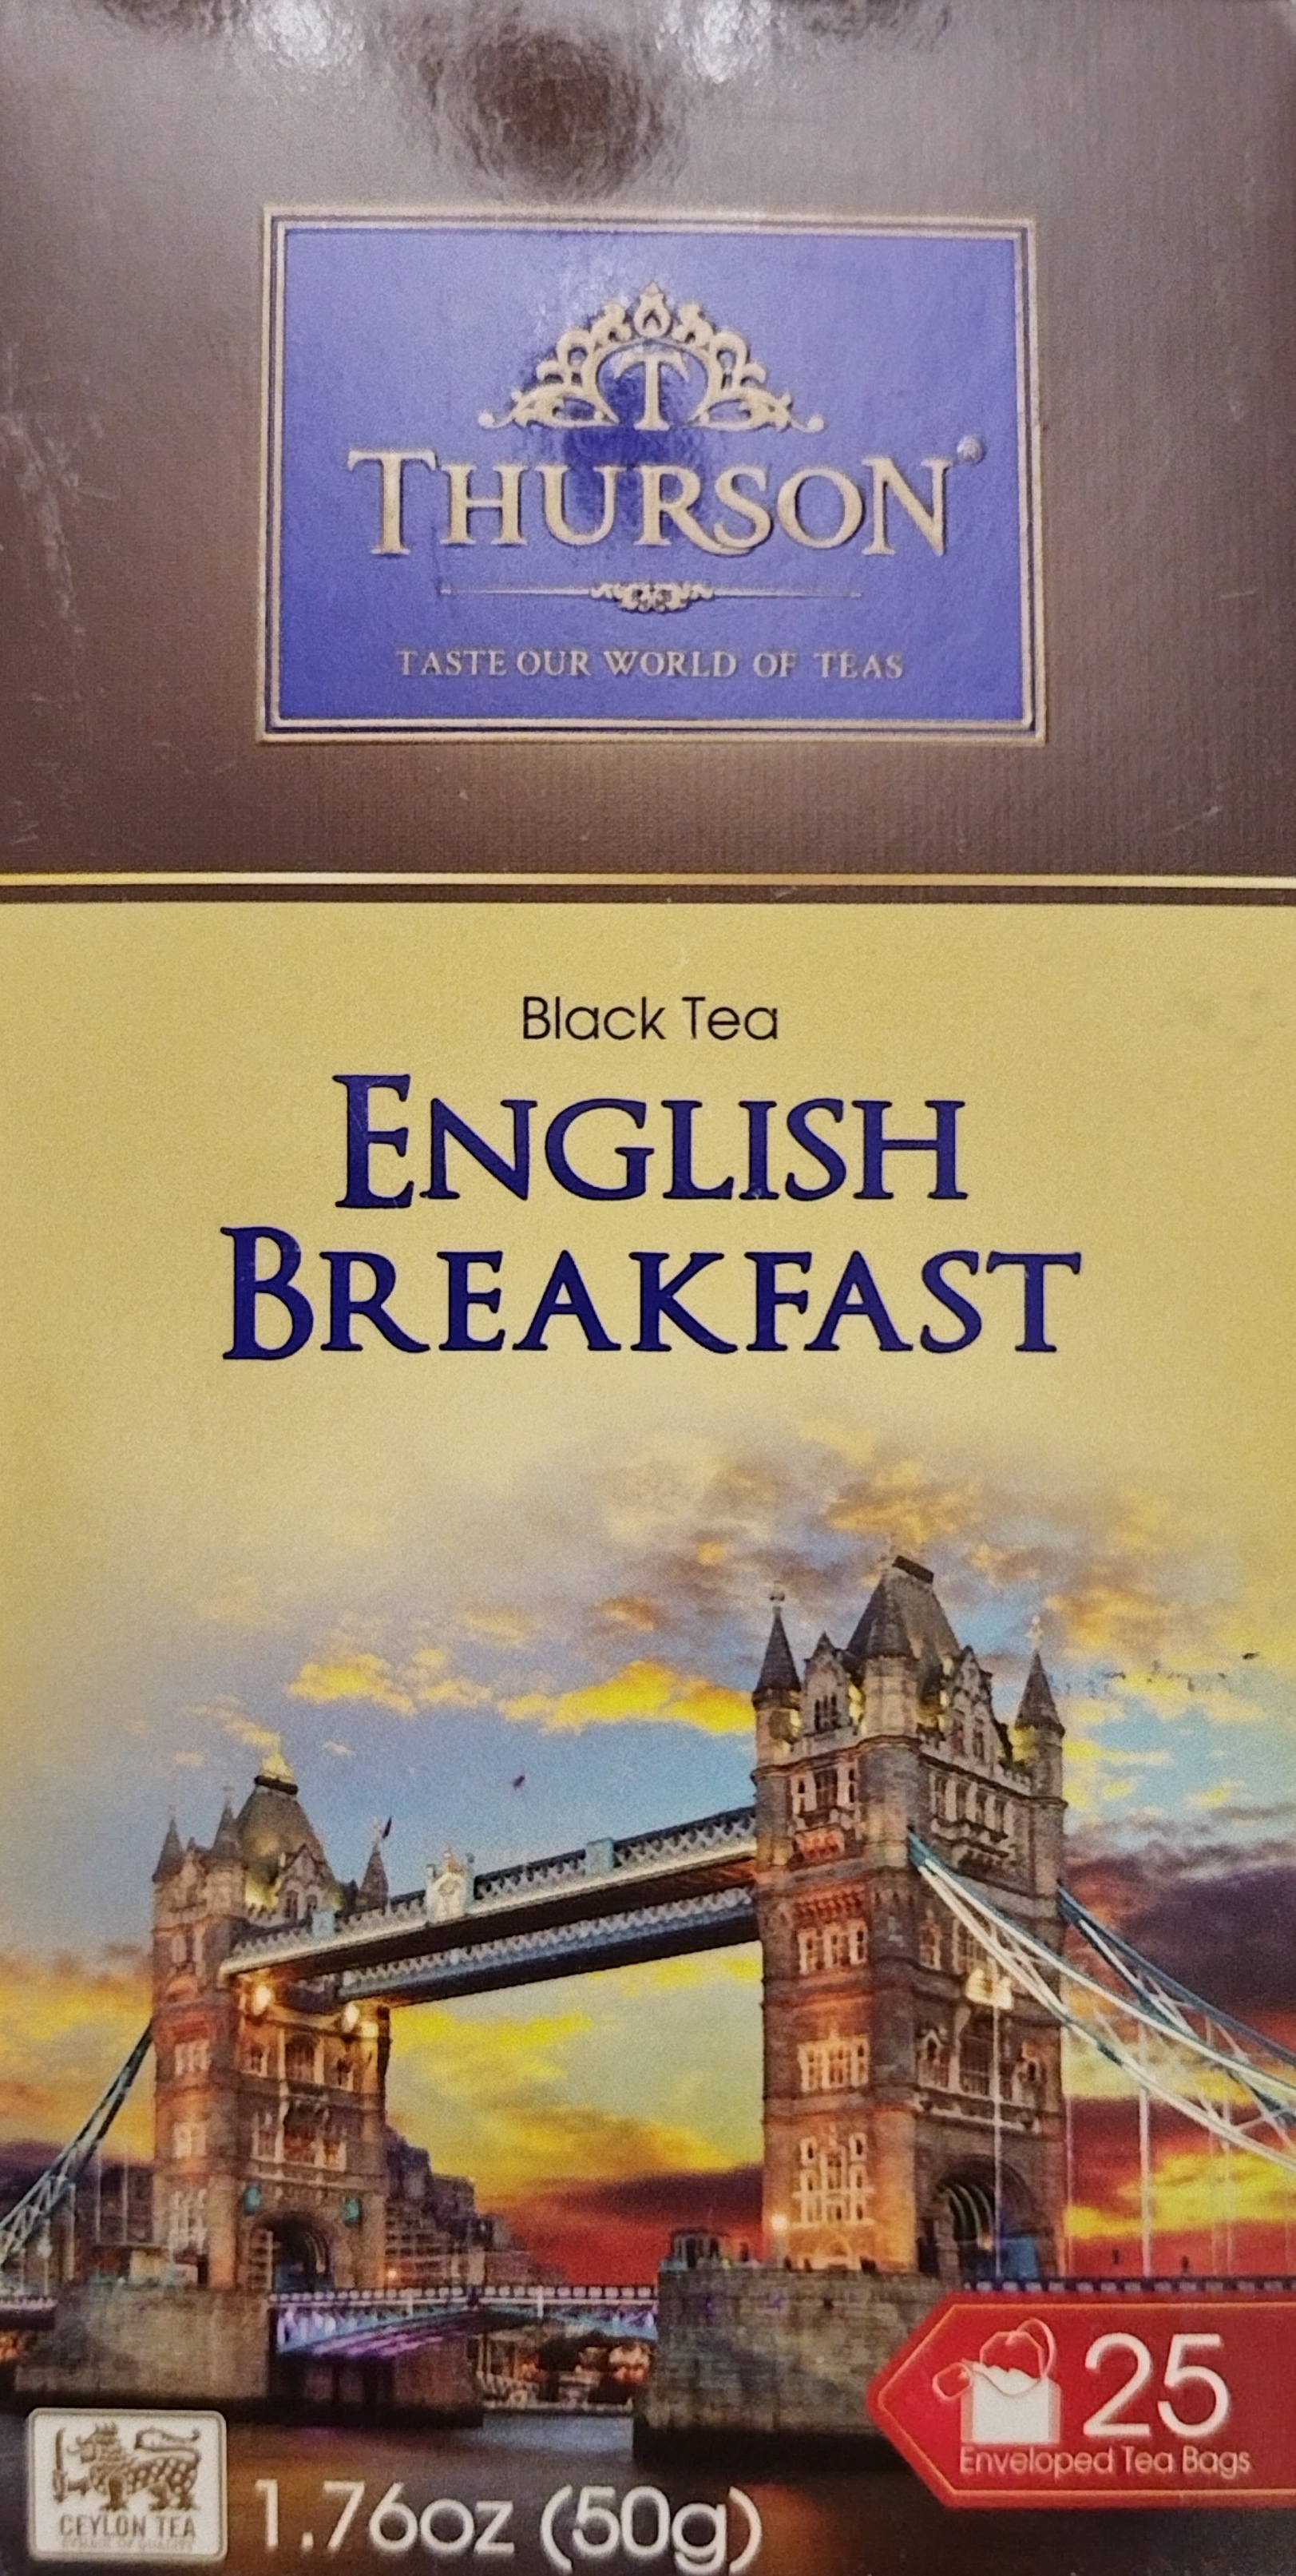 T
THURSON®
TASTE OUR WORLD OF TEAS
Black Tea
ENGLISH
BREAKFAST
25
Enveloped Tea Bags
CEYLON TEA
1.76oz (50g)